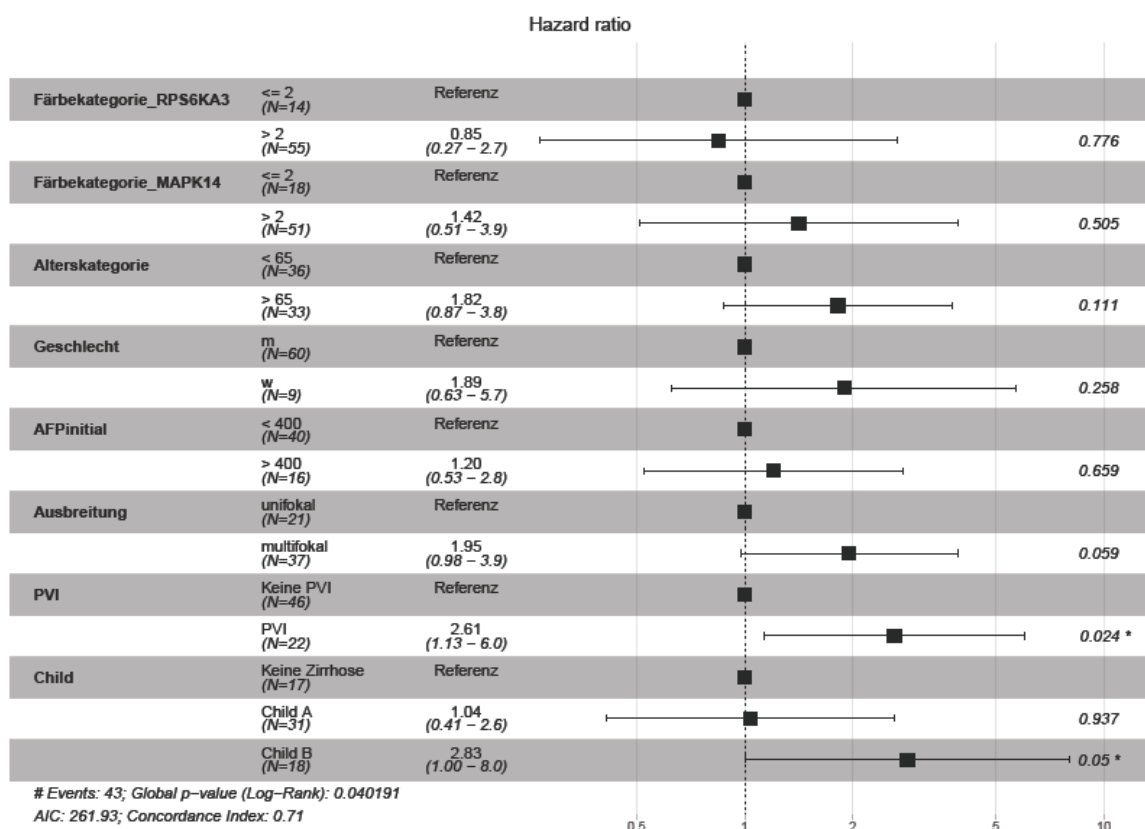 Hazard ratio
Färbekategorie_RPS6KA3 <= 2 Referenz
(N=14)
> 2 0.85
(N=55) (0.27 – 2.7) 0.776
Färbekategorie_MAPK14 <= 2 Referenz
(N=18)
> 2 1.42
(N=51) (0.51 – 3.9) 0.505
Alterskategorie < 65 Referenz
(N=36)
> 65 1.82
(N=33) (0.87 – 3.8) 0.111
Geschlecht m Referenz
(N=60)
w 1.89
(N=9) (0.63 – 5.7) 0.258
AFPinitial < 400 Referenz
(N=40)
> 400 1.20
(N=16) (0.53 – 2.8) 0.659
Ausbreitung unifokal Referenz
(N=21)
multifokal 1.95
(N=37) (0.98 – 3.9) 0.059
PVI Keine PVI Referenz
(N=46)
PVI 2.61
(N=22) (1.13 – 6.0) 0.024 *
Child Keine Zirrhose Referenz
(N=17)
Child A 1.04
(N=31) (0.41 – 2.6) 0.937
Child B 2.83
(N=18) (1.00 – 8.0) 0.05 *
# Events: 43; Global p−value (Log−Rank): 0.040191
AIC: 261.93; Concordance Index: 0.71
0.5 1 2 5 10